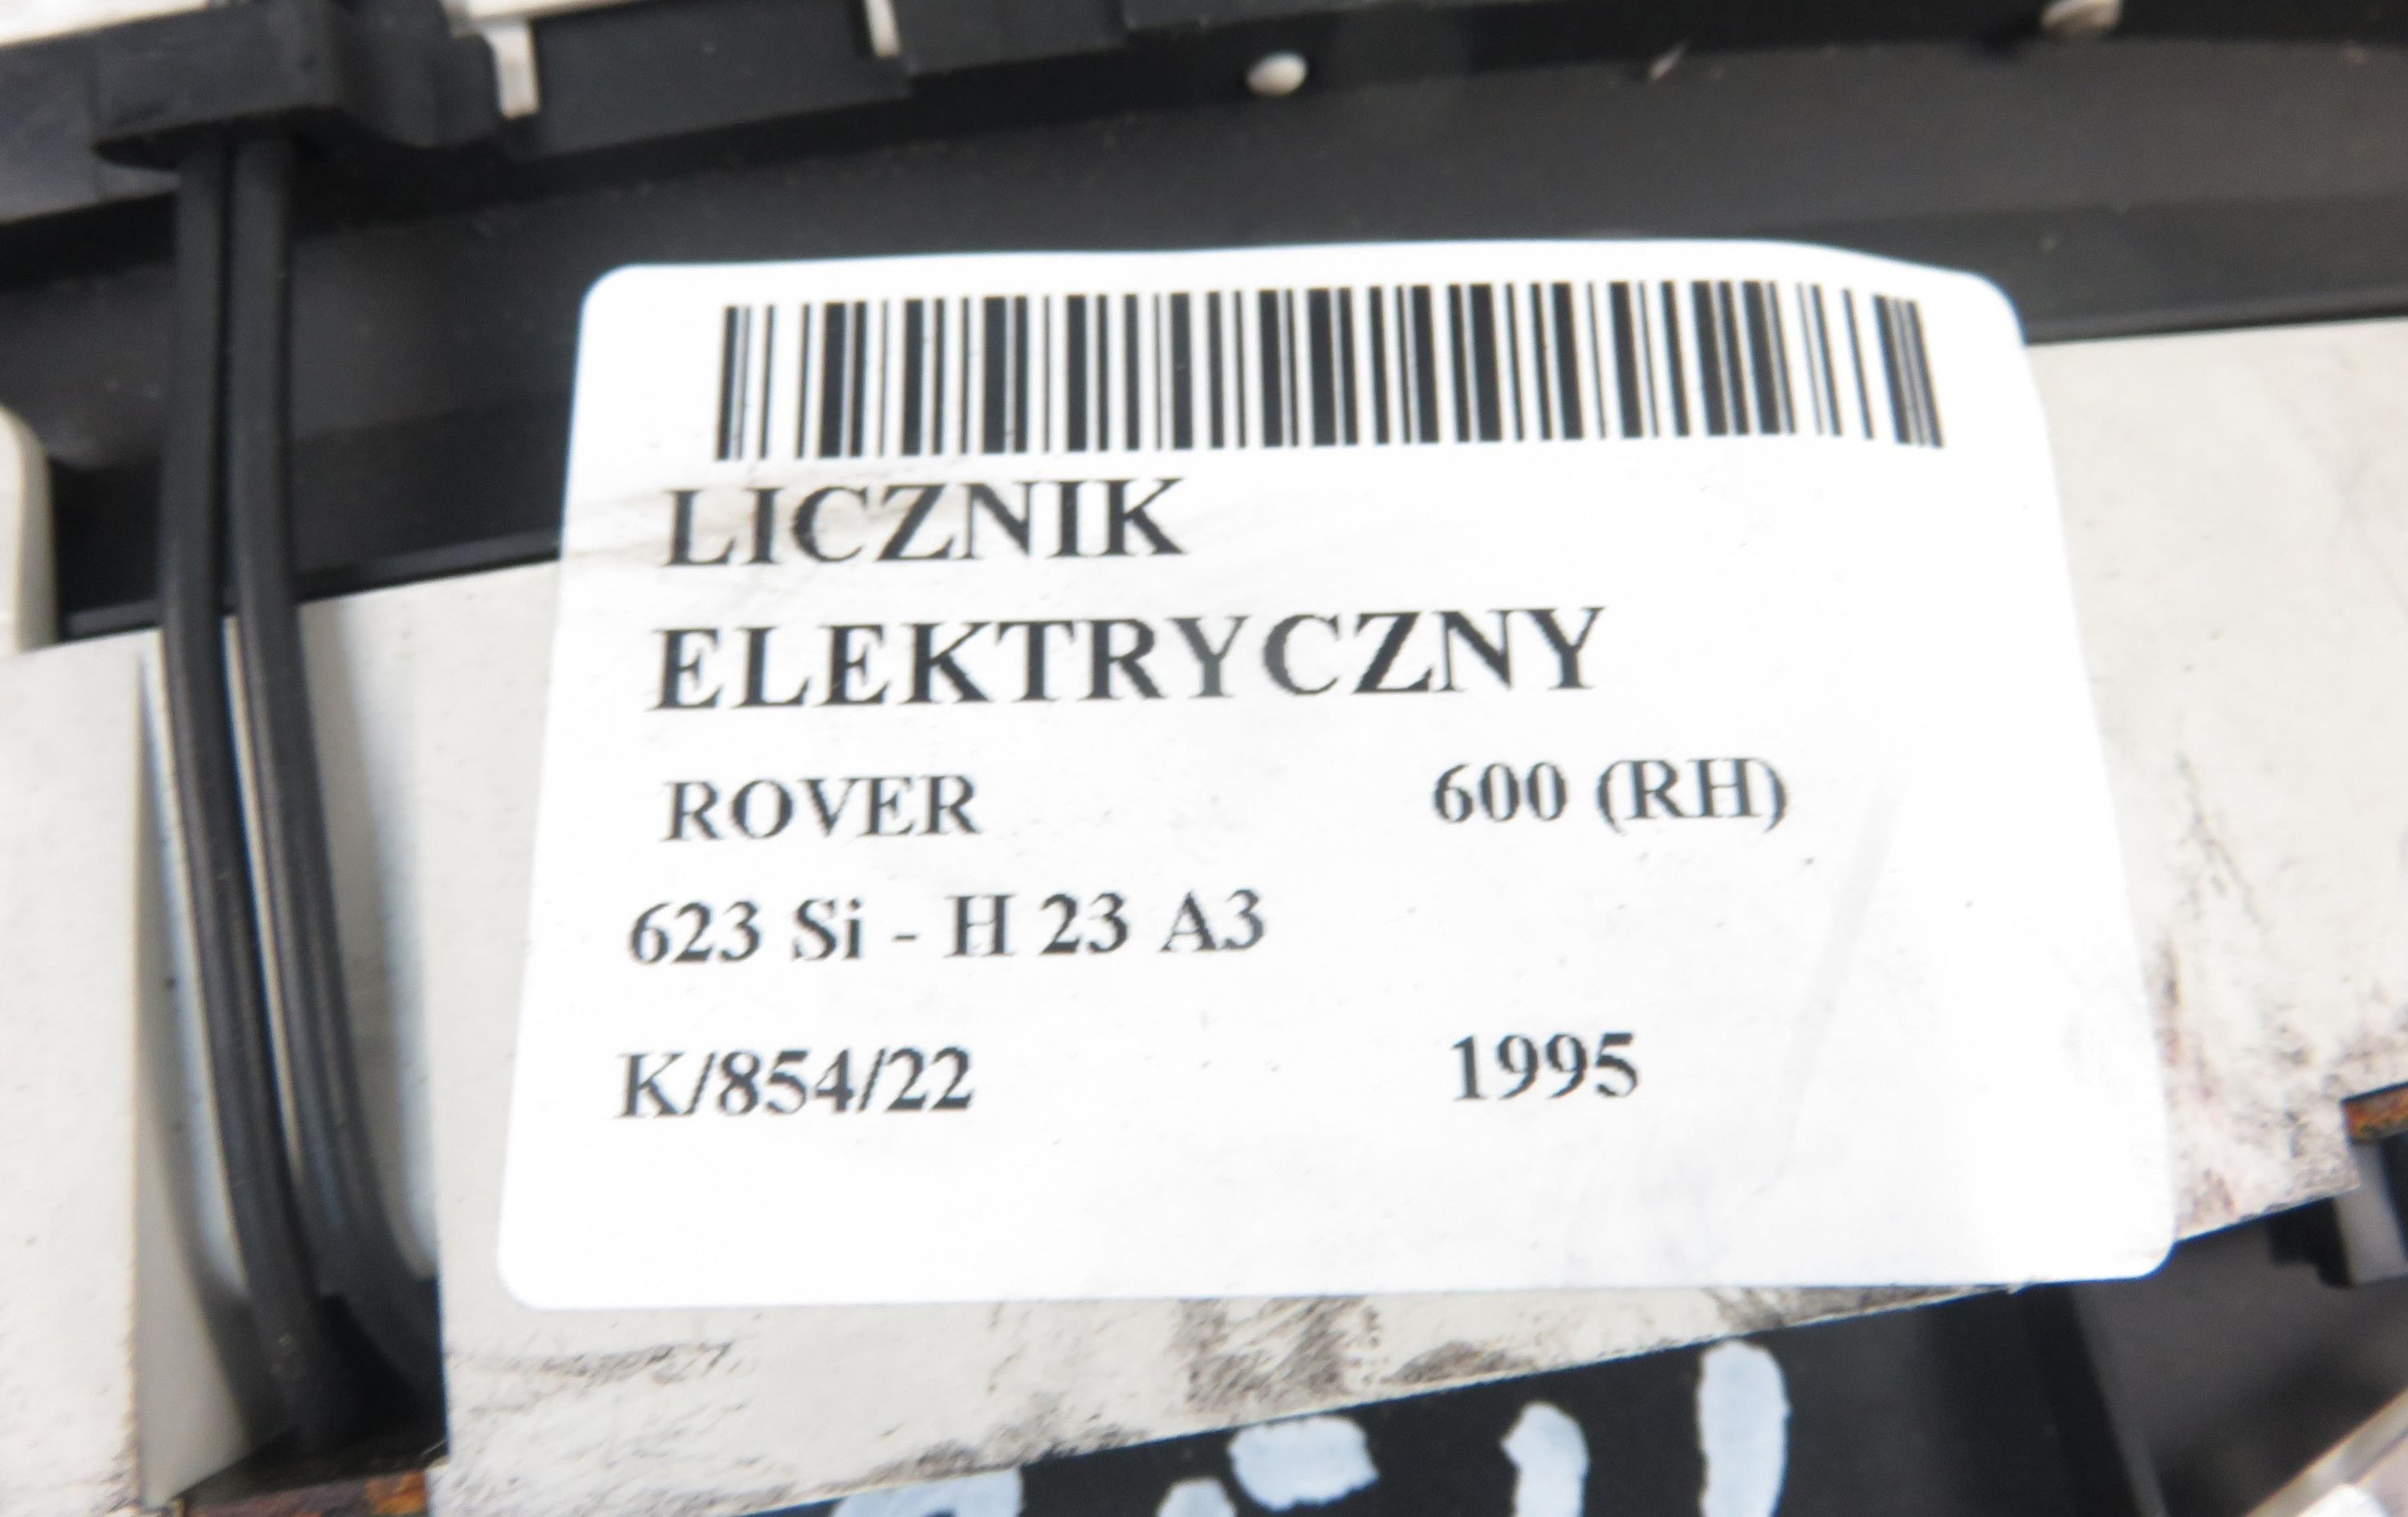 LICZNIK
ELEKTRYCZNY
ROVER 600 (RH)
623 Si - H 23 A3
K/854/22 1995